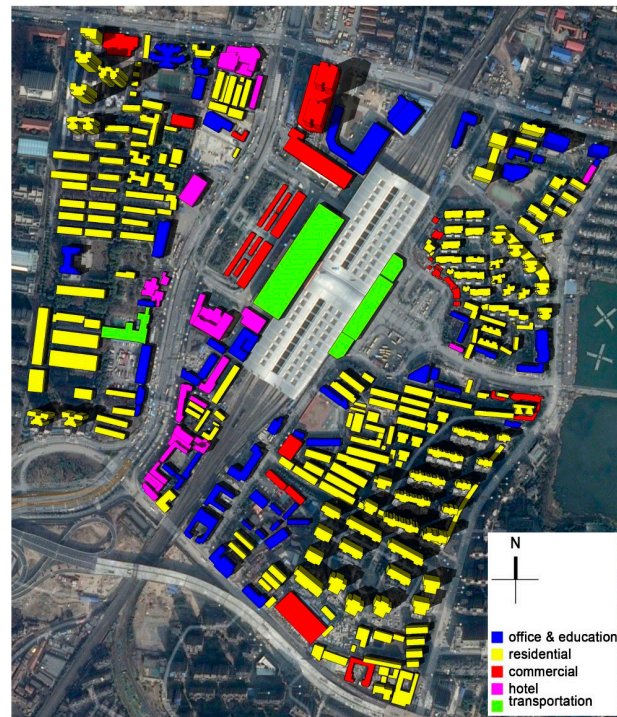 N
office & education
residential
commercial
hotel
transportation